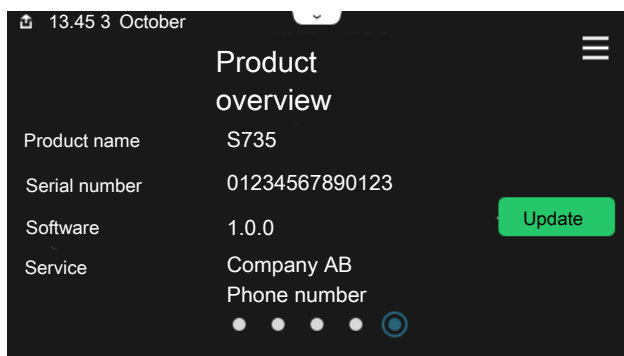 13.45 3 October
Product
overview
Product name S735
Serial number 01234567890123
Software 1.0.0 Update
Service Company AB
Phone number